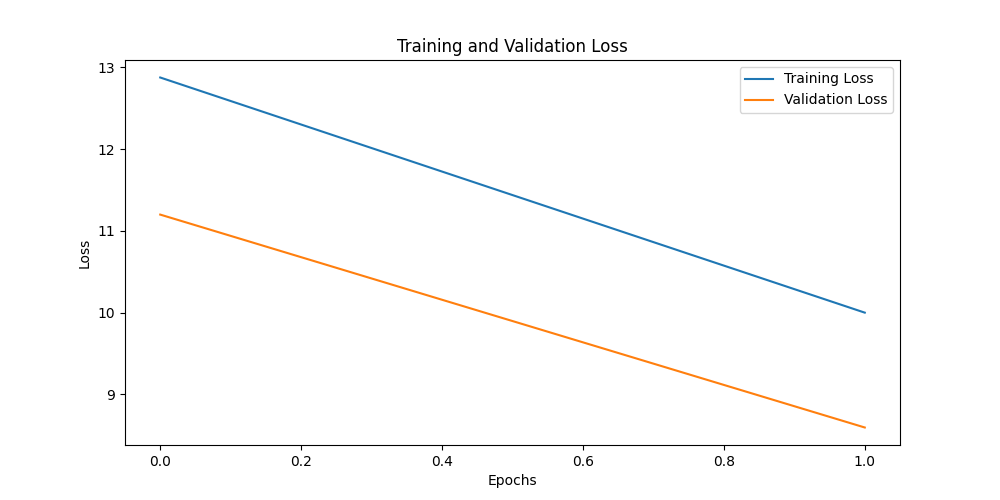 Training and Validation Loss
13
12
11
10
9
Loss
Training Loss
Validation Loss
0.0 0.2 0.4 0.6 0.8 1.0
Epochs